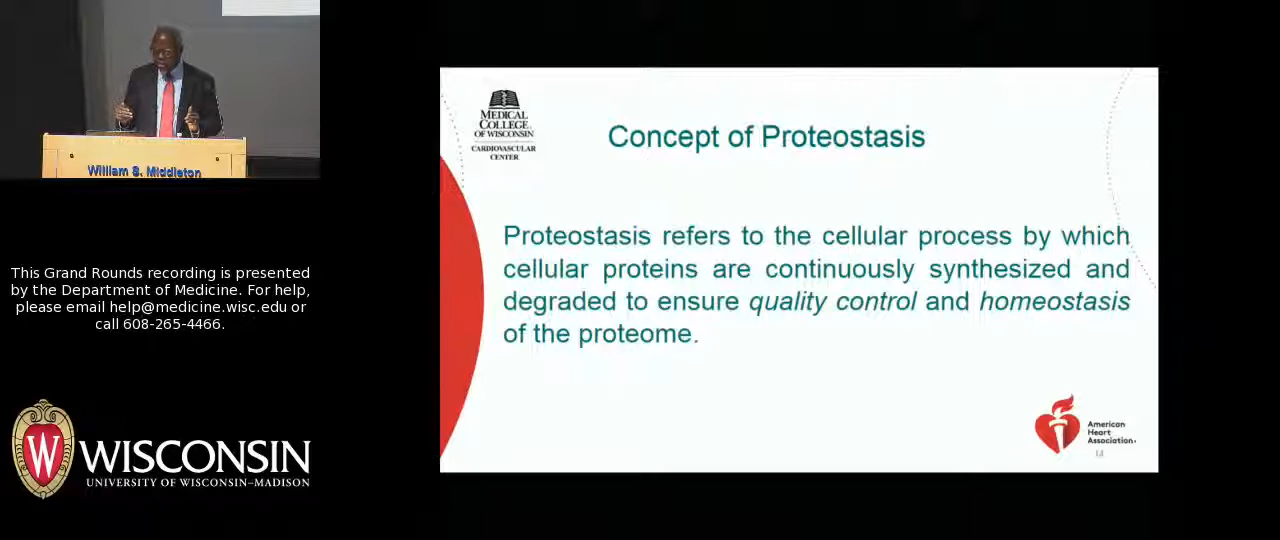 William S. Middleton
This Grand Rounds recording is presented
by the Department of Medicine. For help,
please email help@medicine.wisc.edu or
call 608-265-4466.
W
WISCONSIN
UNIVERSITY OF WISCONSIN–MADISON
MEDICAL
COLLEGE
OF WISCONSIN
CARDIOVASCULAR
CENTER
Concept of Proteostasis
Proteostasis refers to the cellular process by which
cellular proteins are continuously synthesized and
degraded to ensure quality control and homeostasis
of the proteome.
American
Heart
Association.
14